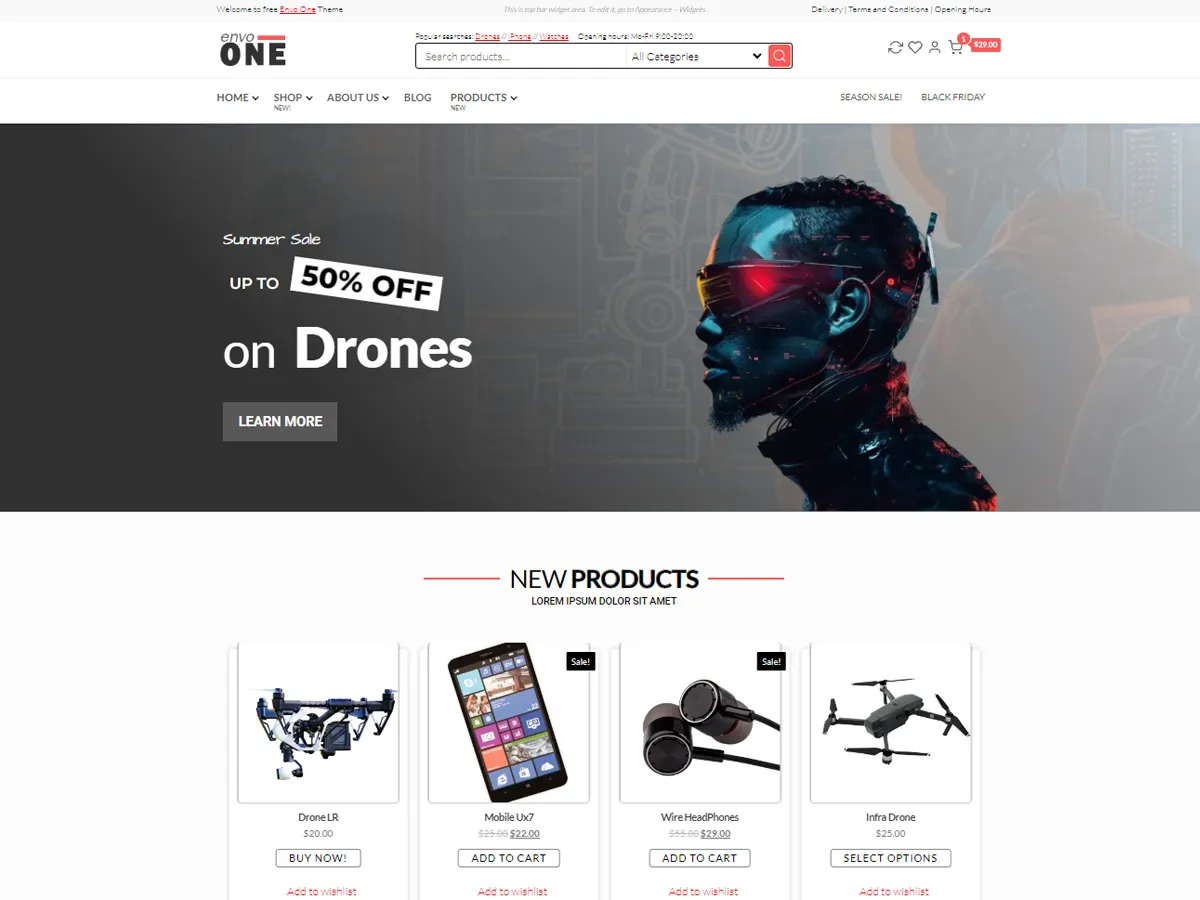 Welcome to free Envo One Theme
This is top bar widget area. To edit it, go to Appearance – Widgets
Delivery | Terms and Conditions | Opening Hours
envo
ONE
Popular searches: Drones // iPhone // Watches Opening hours: Mo-Fri 9:00-20:00
Search products... All Categories
1
$29.00
HOME SHOP ABOUT US BLOG PRODUCTS
NEW! NEW
SEASON SALE! BLACK FRIDAY
Summer Sale
UP TO 50% OFF
on Drones
LEARN MORE
NEW PRODUCTS
LOREM IPSUM DOLOR SIT AMET
Sale! Sale!
Drone LR Mobile Ux7 Wire HeadPhones Infra Drone
$20.00 $25.00 $22.00 $55.00 $29.00 $25.00
BUY NOW! ADD TO CART ADD TO CART SELECT OPTIONS
Add to wishlist Add to wishlist Add to wishlist Add to wishlist